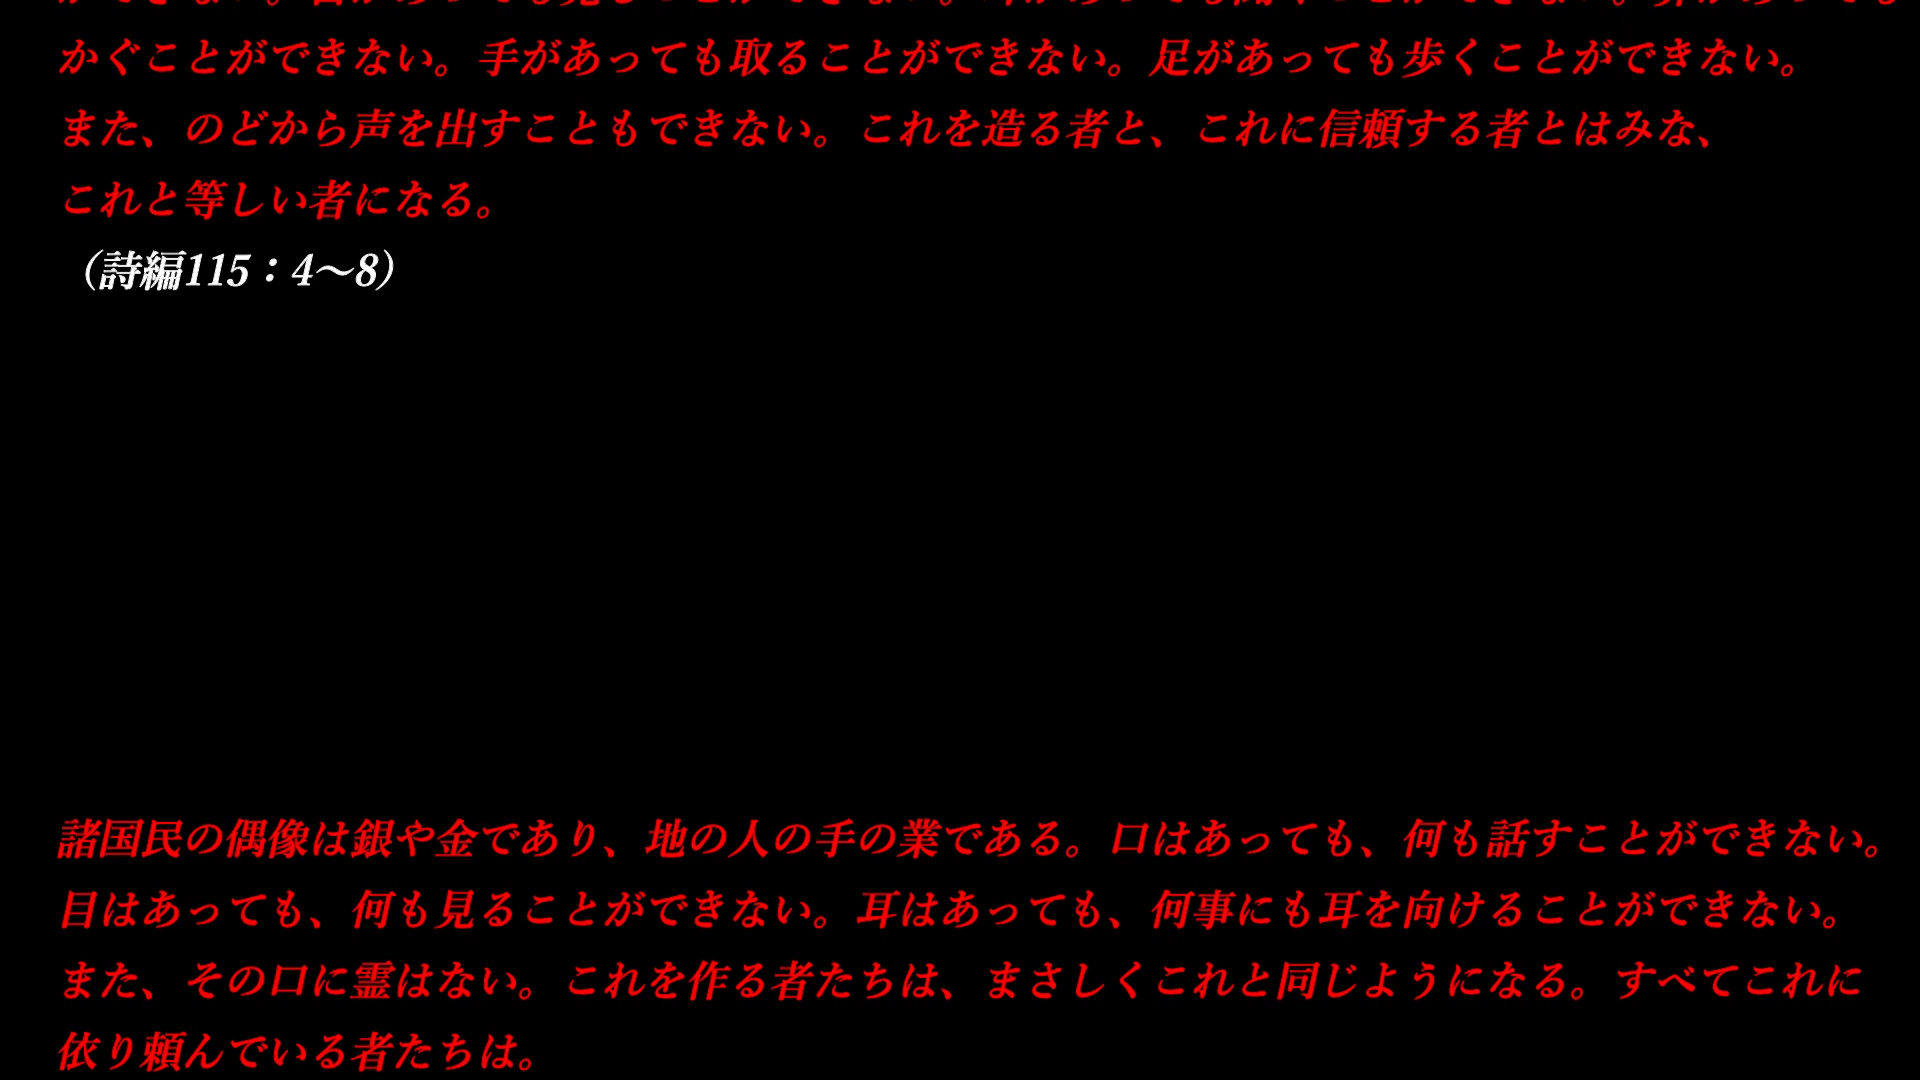 かぐことができない。手があっても取ることができない。足があっても歩くことができない。
また、のどから声を出すこともできない。これを造る者と、これに信頼する者とはみな、
これと等しい者になる。
（詩編115：4～8）
諸国民の偶像は銀や金であり、地の人の手の業である。口はあっても、何も話すことができない。
目はあっても、何も見ることができない。耳はあっても、何事にも耳を向けることができない。
また、その口に霊はない。これを作る者たちは、まさしくこれと同じようになる。すべてこれに
依り頼んでいる者たちは。